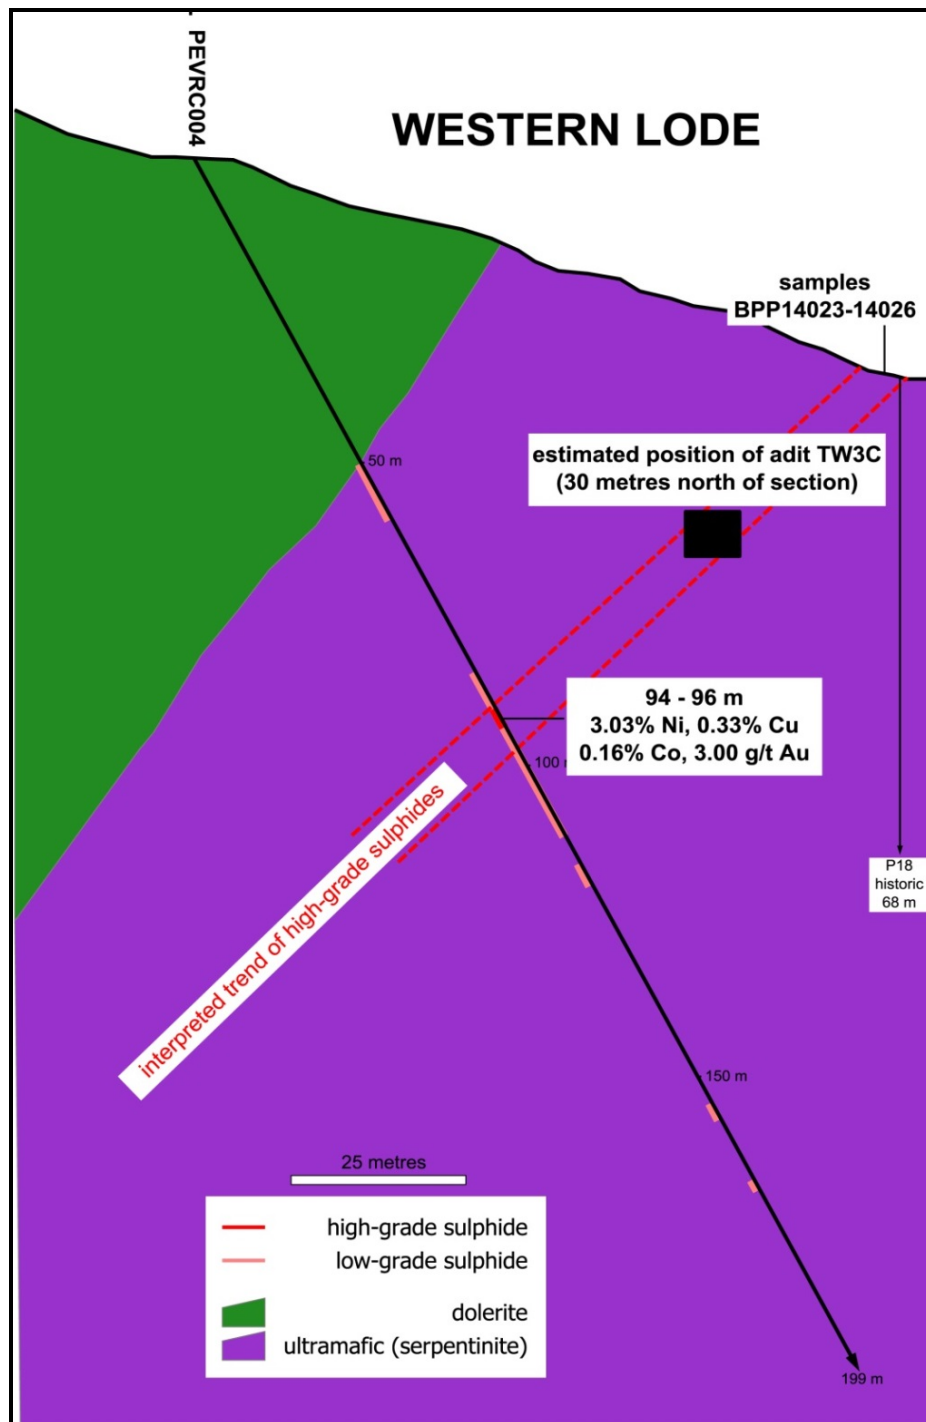 PEVRC004
WESTERN LODE
samples
BPP14023-14026
50 m
estimated position of adit TW3C
(30 metres north of section)
94 - 96 m
3.03% Ni, 0.33% Cu
0.16% Co, 3.00 g/t Au
100
interpreted trend of high-grade sulphides
P18
historic
68 m
150 m
25 metres
high-grade sulphide
low-grade sulphide
dolerite
ultramafic (serpentinite)
199 m